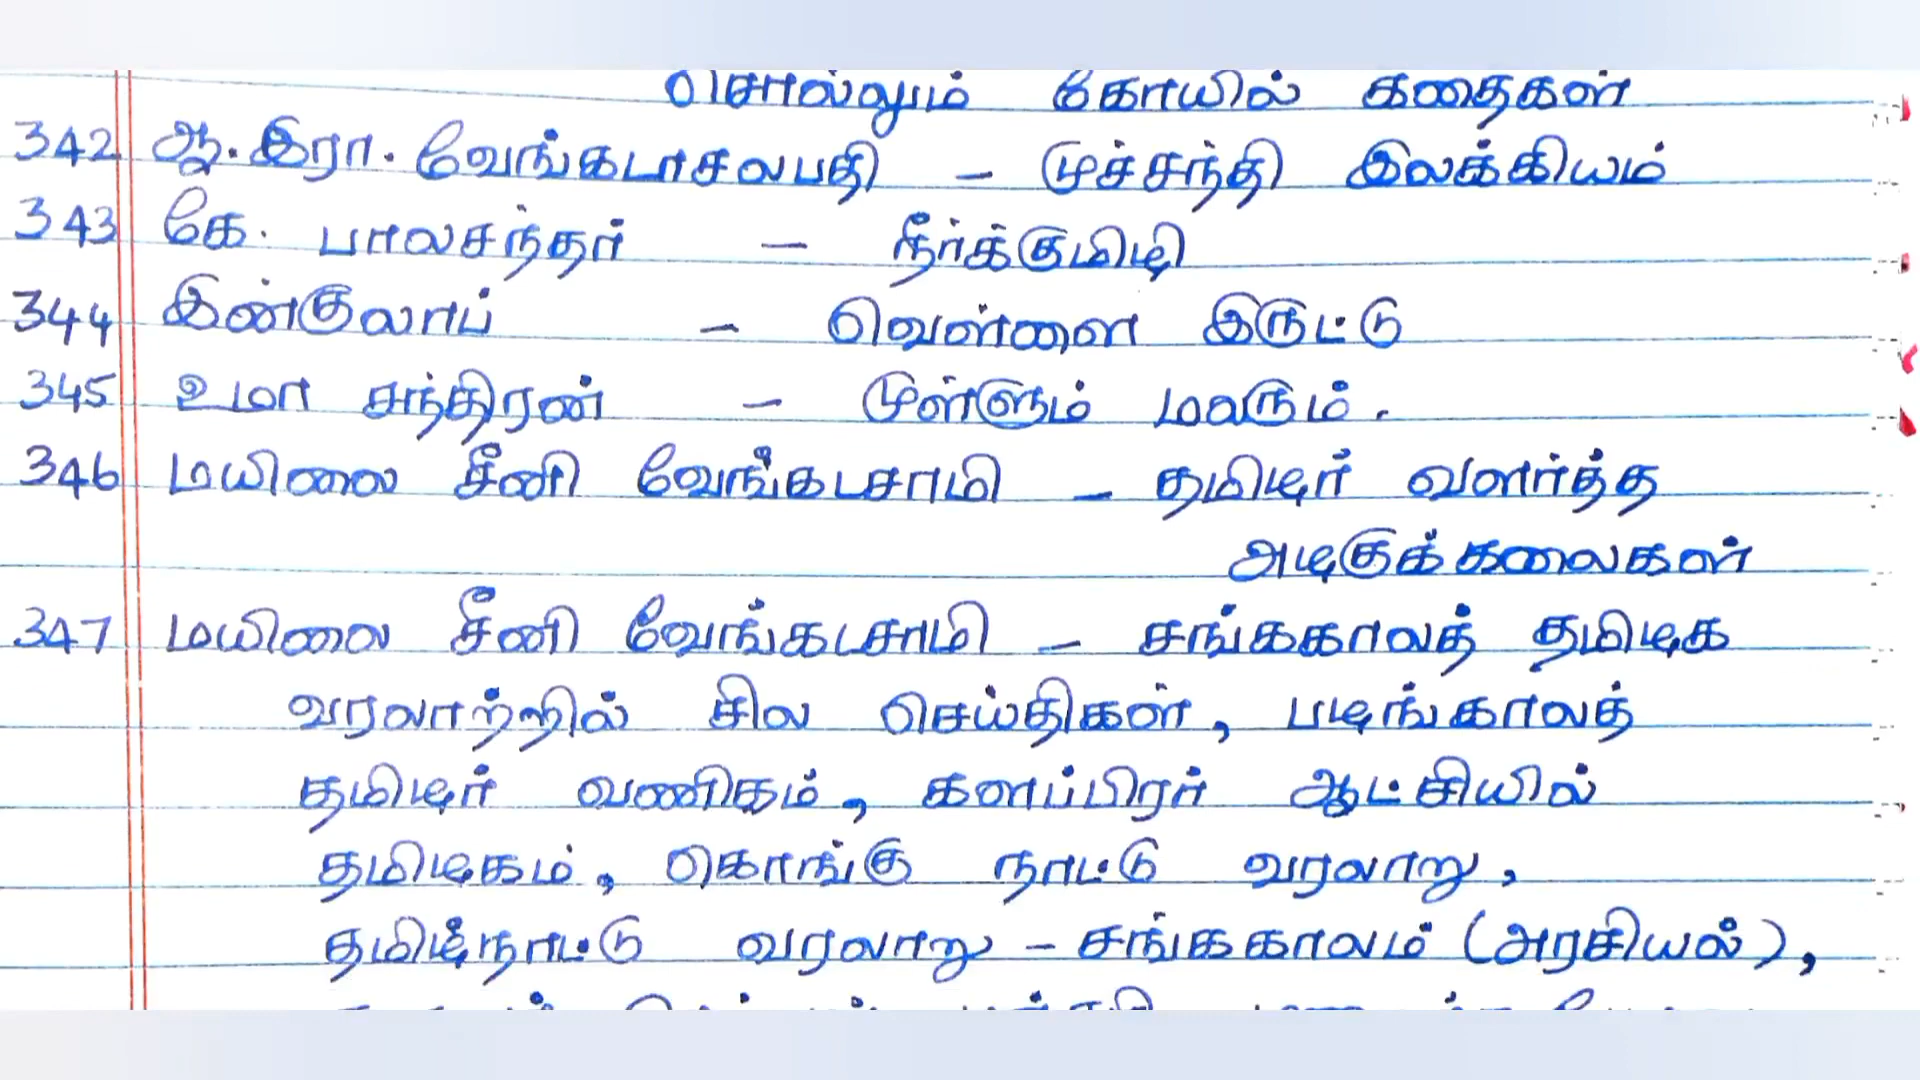 சொல்லும் கோயில் கதைகள்
342 ஆ. இரா. வேங்கடாசலபதி – முச்சந்தி இலக்கியம்
343 கே. பாலசந்தர் – நீர்க்குமிழி
344 இன்குலாப் – வெள்ளை இருட்டு
345 உமா சந்திரன் – முள்ளும் மலரும்.
346 மயிலை சீனி வேங்கடசாமி – தமிழர் வளர்த்த
அழகுக்கலைகள்
347 மயிலை சீனி வேங்கடசாமி – சங்ககாலத் தமிழக
வரலாற்றில் சில செய்திகள், பழங்காலத்
தமிழர் வணிகம், களப்பிரர் ஆட்சியில்
தமிழகம், கொங்கு நாட்டு வரலாறு,
தமிழ்நாட்டு வரலாறு – சங்ககாலம் (அரசியல்),